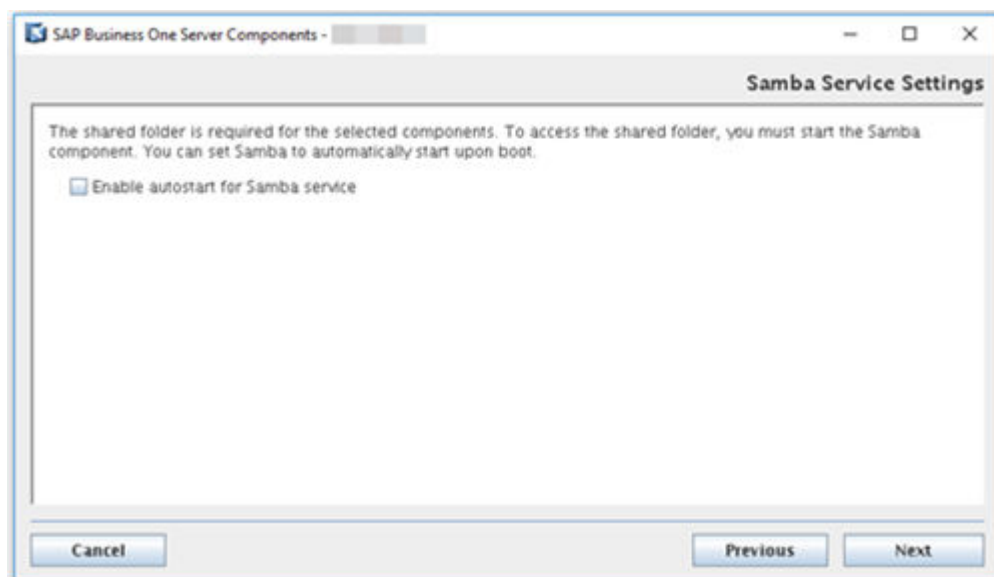 SAP Business One Server Components -
Samba Service Settings
The shared folder is required for the selected components. To access the shared folder, you must start the Samba
component. You can set Samba to automatically start upon boot.
Enable autostart for Samba service
Cancel
Previous
Next